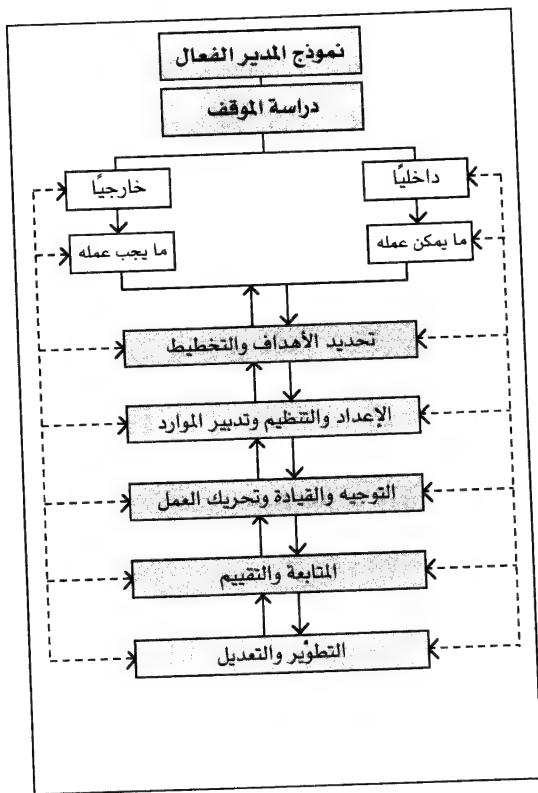 نموذج المدير الفعال
دراسة الموقف
داخليًا
خارجيًا
ما يمكن عمله
ما يجب عمله
تحديد الأهداف والتخطيط
الإعداد والتنظيم وتدبير الموارد
التوجيه والقيادة وتحريك العمل
المتابعة والتقييم
التطوير والتعديل